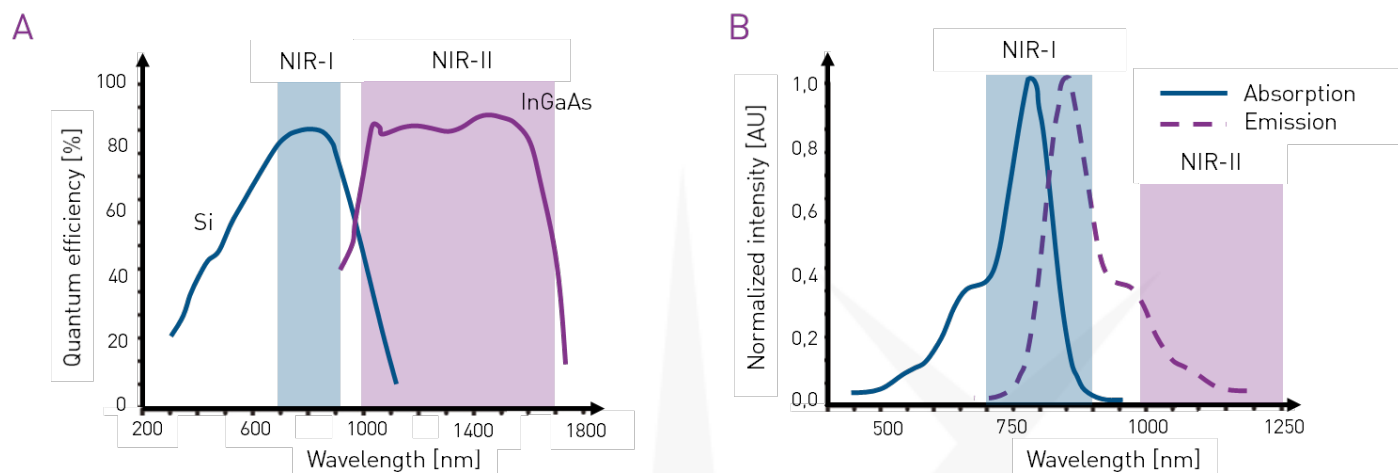 A
NIR-I
NIR-II
InGaAs
Si
Quantum efficiency [%]
100
80
60
40
20
0
200
600
1000
1400
1800
Wavelength [nm]
B
NIR-I
Absorption
Emission
NIR-II
Normalized intensity [AU]
1,0
0,8
0,6
0,4
0,2
0,0
500
750
1000
1250
Wavelength [nm]